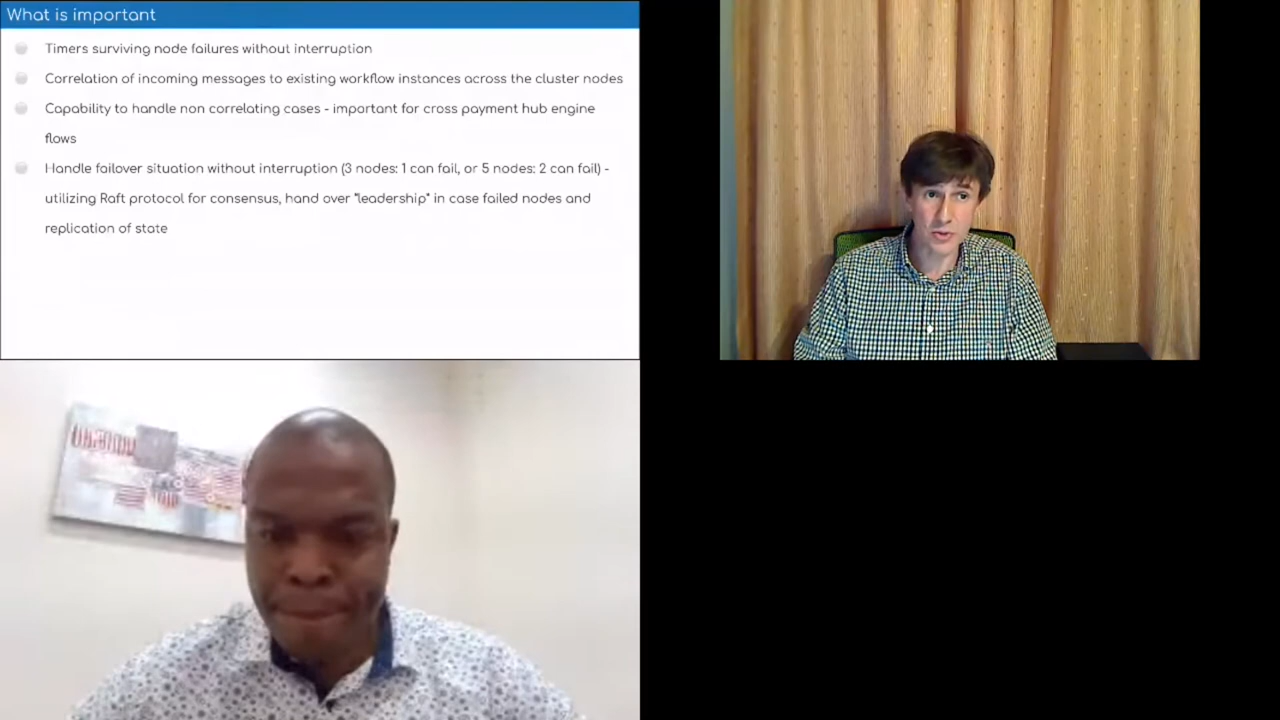 What is important
Timers surviving node failures without interruption
Correlation of incoming messages to existing workflow instances across the cluster nodes
Capability to handle non correlating cases - important for cross payment hub engine
flows
Handle failover situation without interruption (3 nodes: 1 can fail, or 5 nodes: 2 can fail) -
utilizing Raft protocol for consensus, hand over "leadership" in case failed nodes and
replication of state